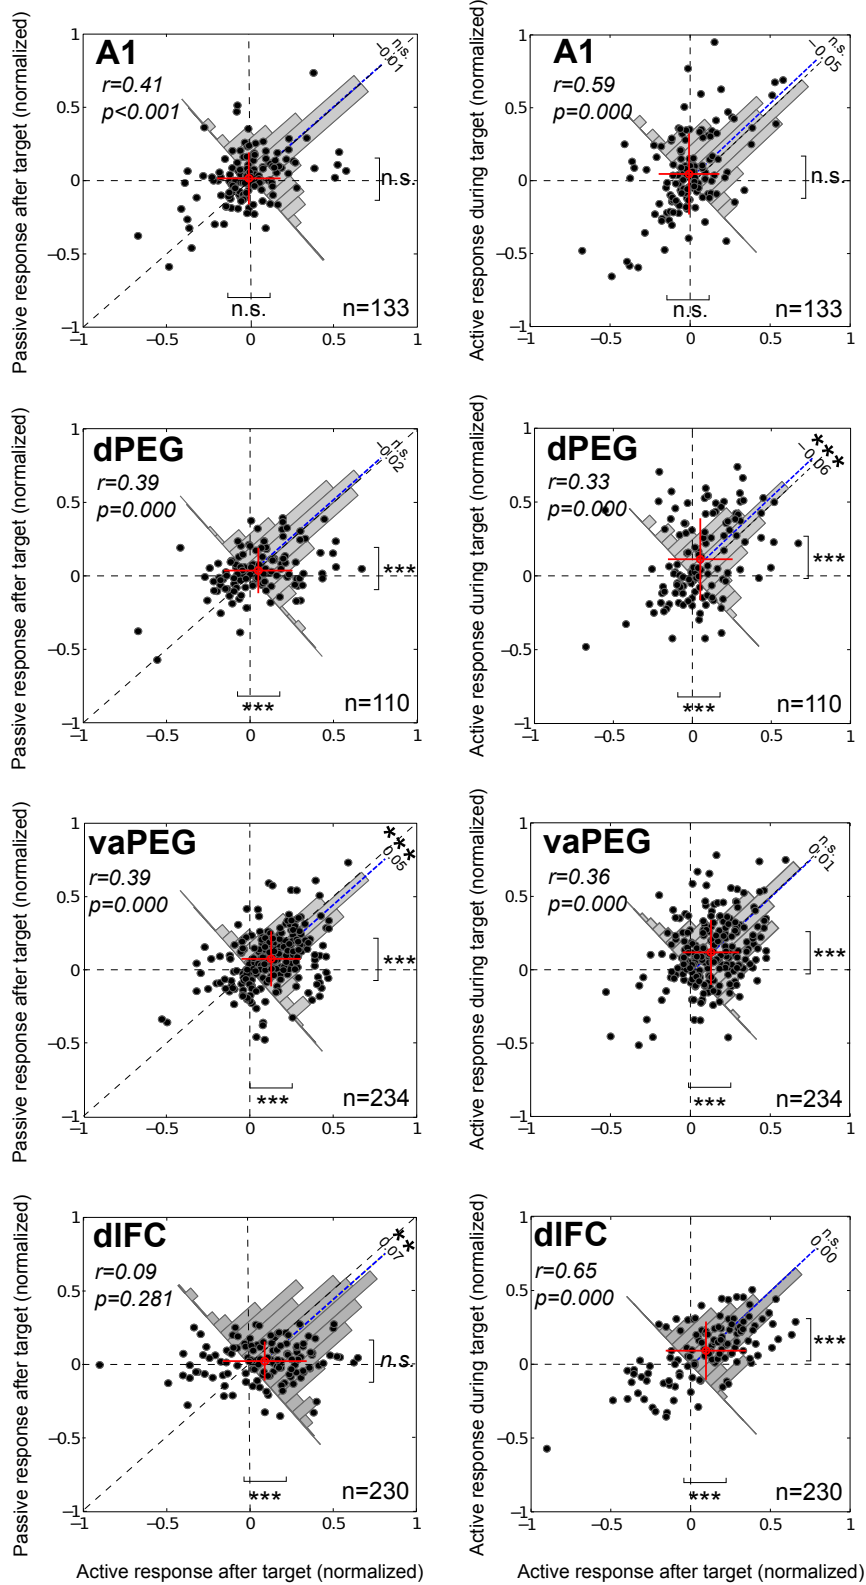 Passive response after target (normalized)
1
0.5
0
−0.5
−1
A1
r=0.41
p<0.001
n.s.
−0.01
n.s.
n.s.
n=133
−1 −0.5 0 0.5 1
Active response during target (normalized)
1
0.5
0
−0.5
−1
A1
r=0.59
p=0.000
n.s.
−0.05
n.s.
n.s.
n=133
−1 −0.5 0 0.5 1
Passive response after target (normalized)
1
0.5
0
−0.5
−1
dPEG
r=0.39
p=0.000
n.s.
−0.02
***
***
n=110
−1 −0.5 0 0.5 1
Active response during target (normalized)
1
0.5
0
−0.5
−1
dPEG
r=0.33
p=0.000
***
−0.06
***
***
n=110
−1 −0.5 0 0.5 1
Passive response after target (normalized)
1
0.5
0
−0.5
−1
vaPEG
r=0.39
p=0.000
***
0.05
***
***
n=234
−1 −0.5 0 0.5 1
Active response during target (normalized)
1
0.5
0
−0.5
−1
vaPEG
r=0.36
p=0.000
n.s.
0.01
***
***
n=234
−1 −0.5 0 0.5 1
Passive response after target (normalized)
1
0.5
0
−0.5
−1
dlFC
r=0.09
p=0.281
**
0.07
n.s.
***
n=230
−1 −0.5 0 0.5 1
Active response after target (normalized)
Active response during target (normalized)
1
0.5
0
−0.5
−1
dlFC
r=0.65
p=0.000
n.s.
0.00
***
***
n=230
−1 −0.5 0 0.5 1
Active response after target (normalized)